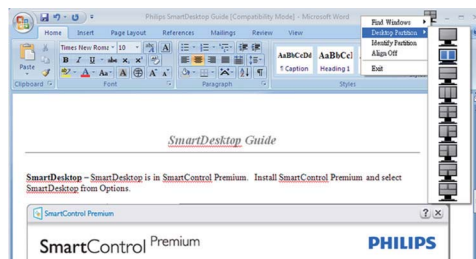 Philips SmartDesktop Guide [Compatibility Mode] - Microsoft Word
Home Insert Page Layout References Mailings Review View
Find Windows
Desktop Partition
Identify Partition
Align Off
Exit
Times New Roma 10
Paste
AaBbCcDd AaBbCcl
¶ Caption Heading 1
Clipboard Font Paragraph Styles
SmartDesktop Guide
SmartDesktop – SmartDesktop is in SmartControl Premium. Install SmartControl Premium and select
SmartDesktop from Options.
SmartControl Premium
SmartControl Premium PHILIPS